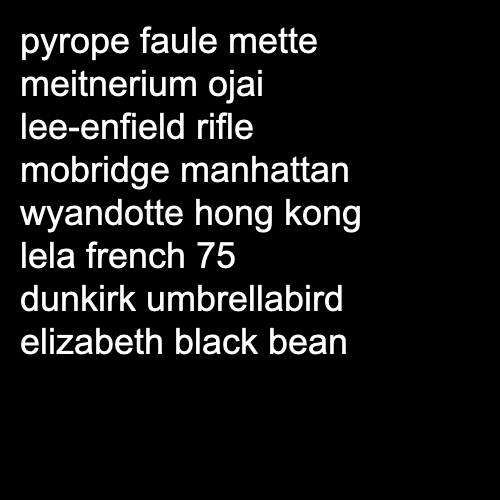 pyrope faule mette
meitnerium ojai
lee-enfield rifle
mobridge manhattan
wyandotte hong kong
lela french 75
dunkirk umbrellabird
elizabeth black bean